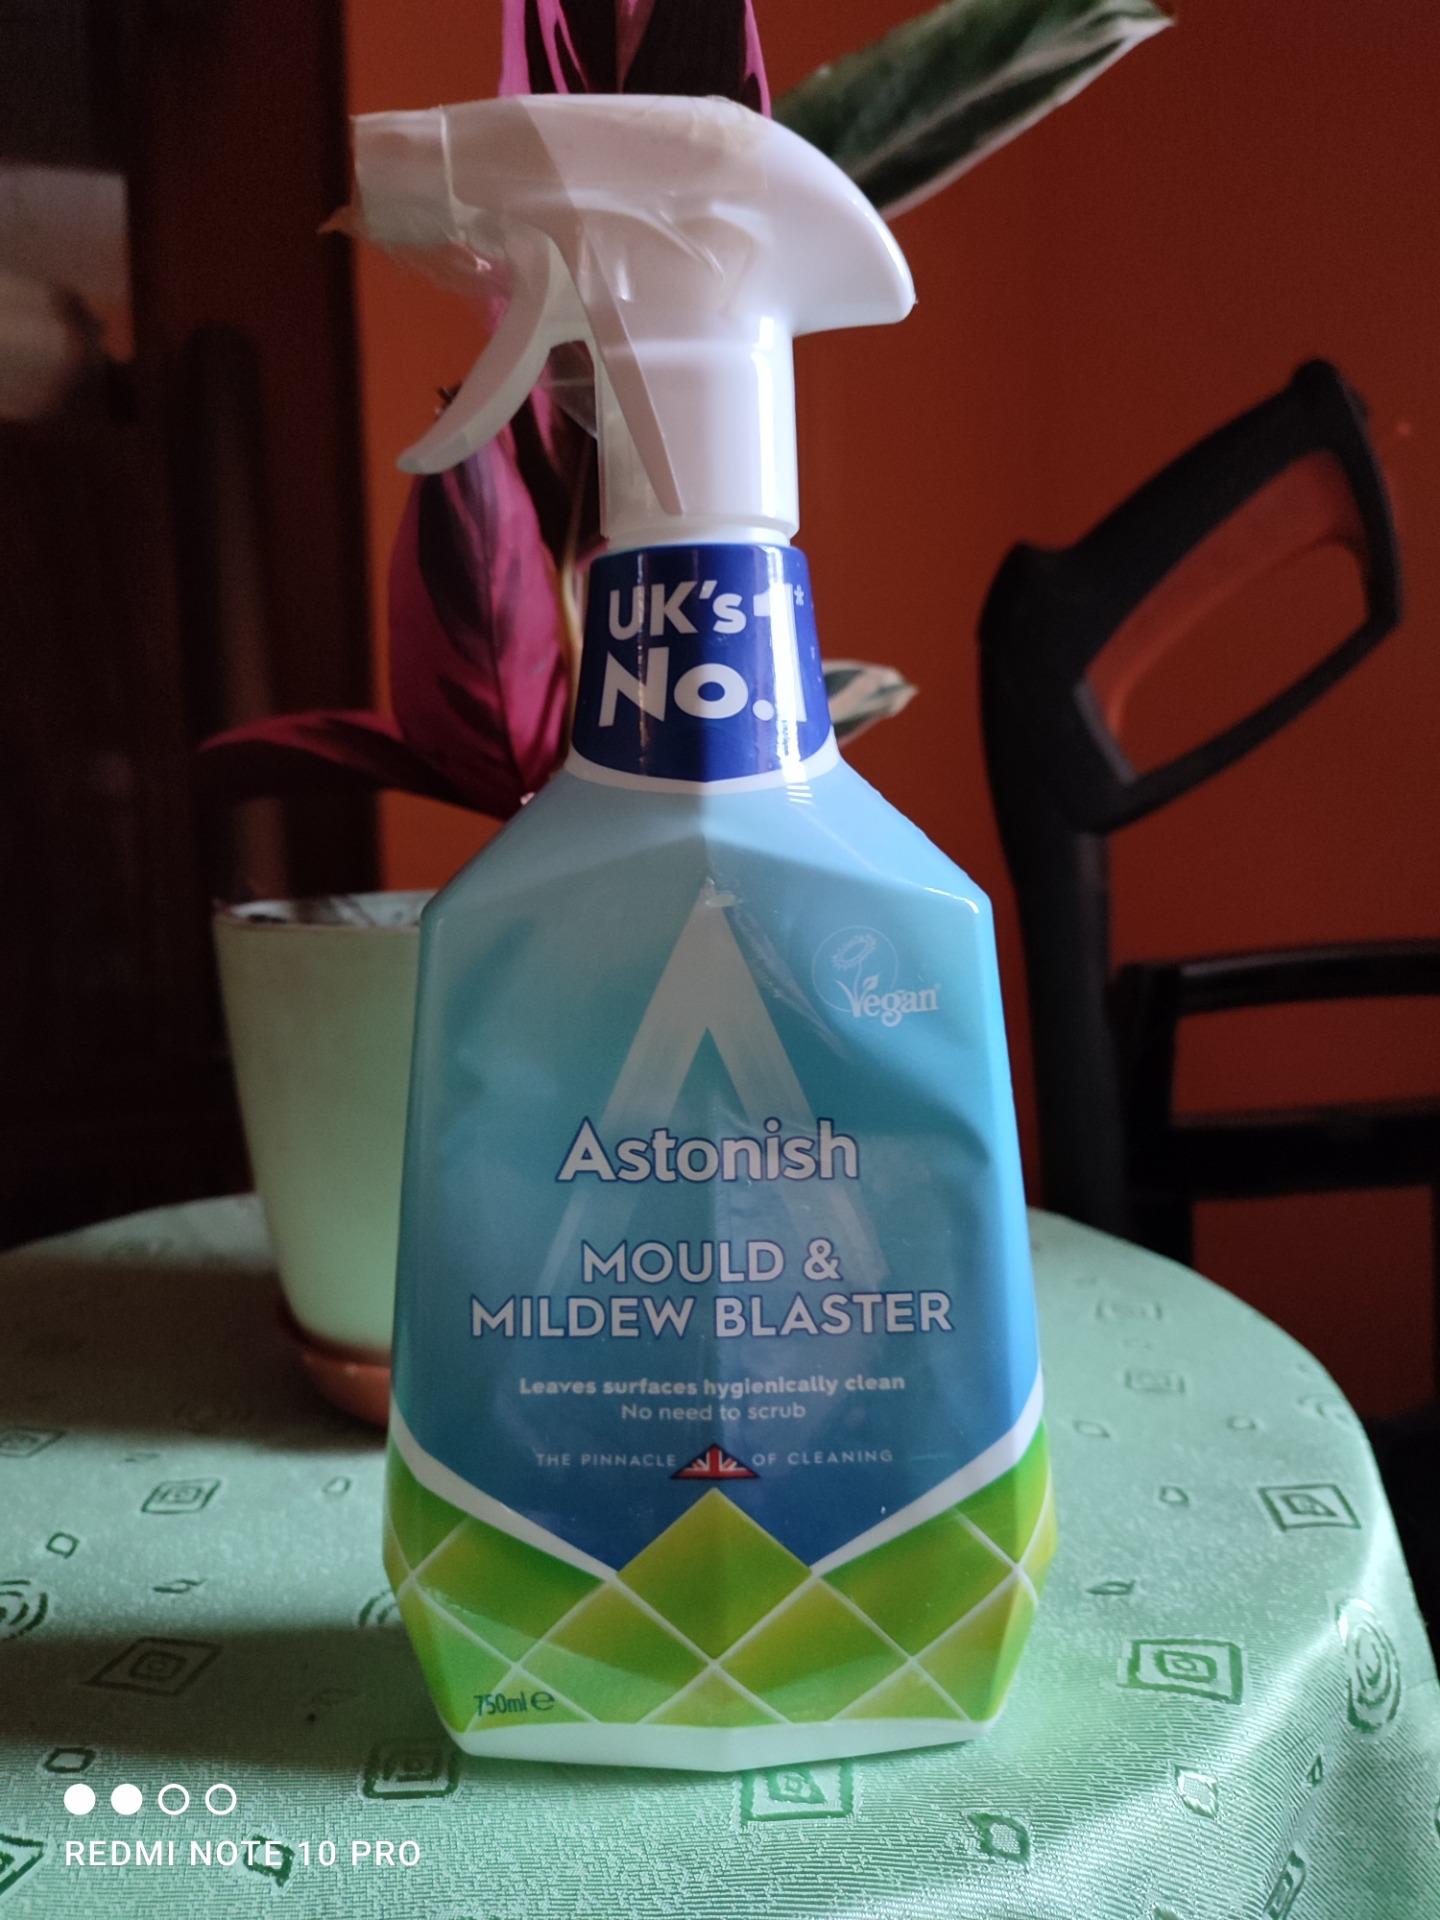 UK's
No.1
Vegan
Astonish
MOULD &
MILDEW BLASTER
Leaves surfaces hygienically clean
No need to scrub
THE PINNACLE OF CLEANING
750ml e
REDMI NOTE 10 PRO